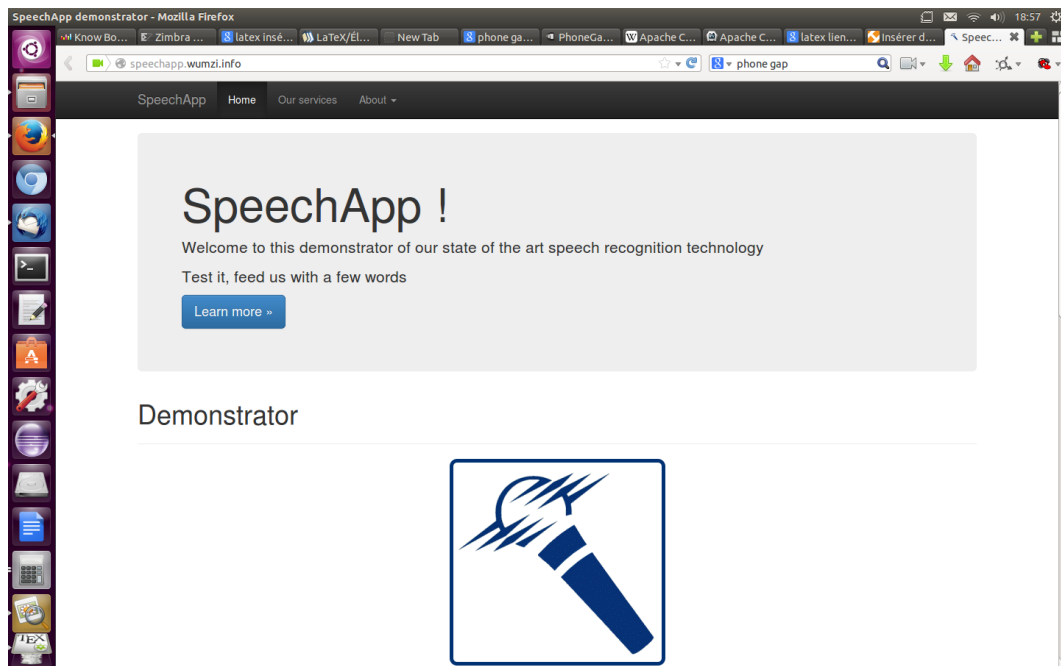 SpeechApp demonstrator - Mozilla Firefox
18:57
Know Bo...
Zimbra ...
latex insé...
LaTeX/Él...
New Tab
phone ga...
PhoneGa...
Apache C...
Apache C...
latex lien...
Insérer d...
Speec...
speechapp.wumzi.info
phone gap
SpeechApp Home Our services About
SpeechApp !
Welcome to this demonstrator of our state of the art speech recognition technology
Test it, feed us with a few words
Learn more »
Demonstrator